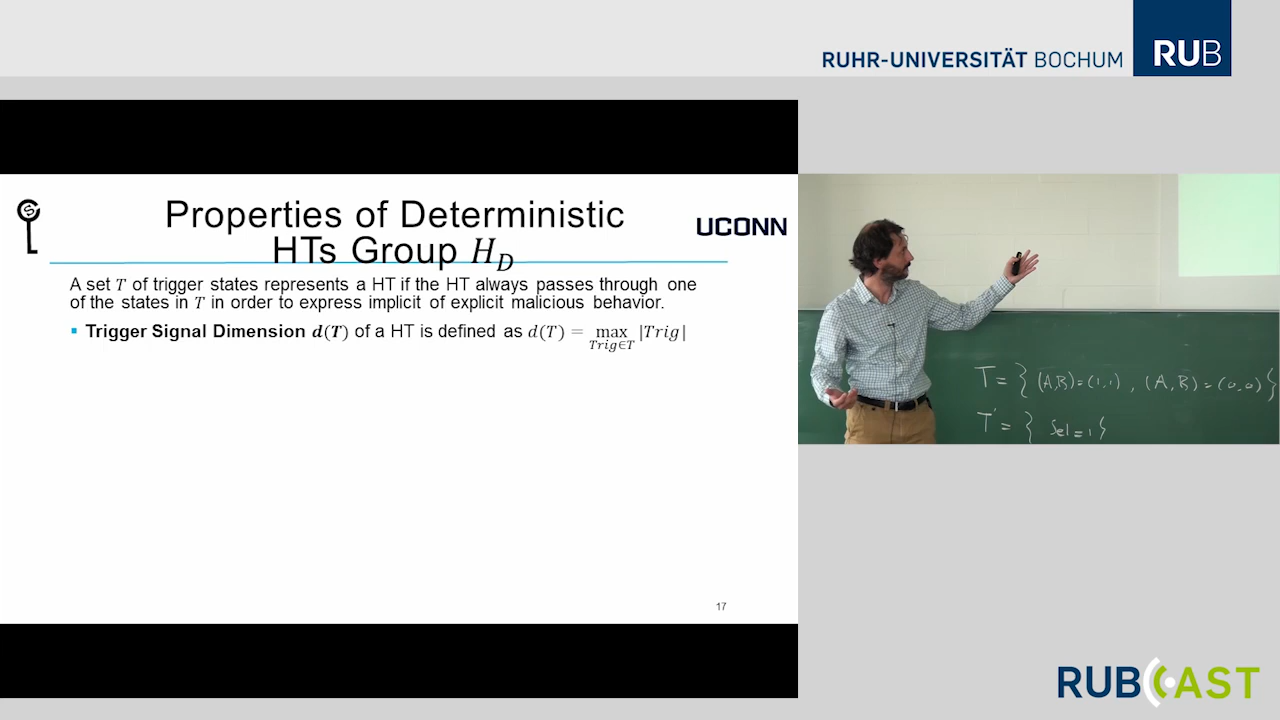 RUHR-UNIVERSITÄT BOCHUM RUB
Properties of Deterministic
HTs Group H_D
UCONN
A set T of trigger states represents a HT if the HT always passes through one
of the states in T in order to express implicit of explicit malicious behavior.
▪ Trigger Signal Dimension d(T) of a HT is defined as d(T) = max |Trig|
Trig∈T
17
T = { (A,B)=(1,1) , (A,B)=(0,0) }
T' = { Sel=1 }
RUBCAST